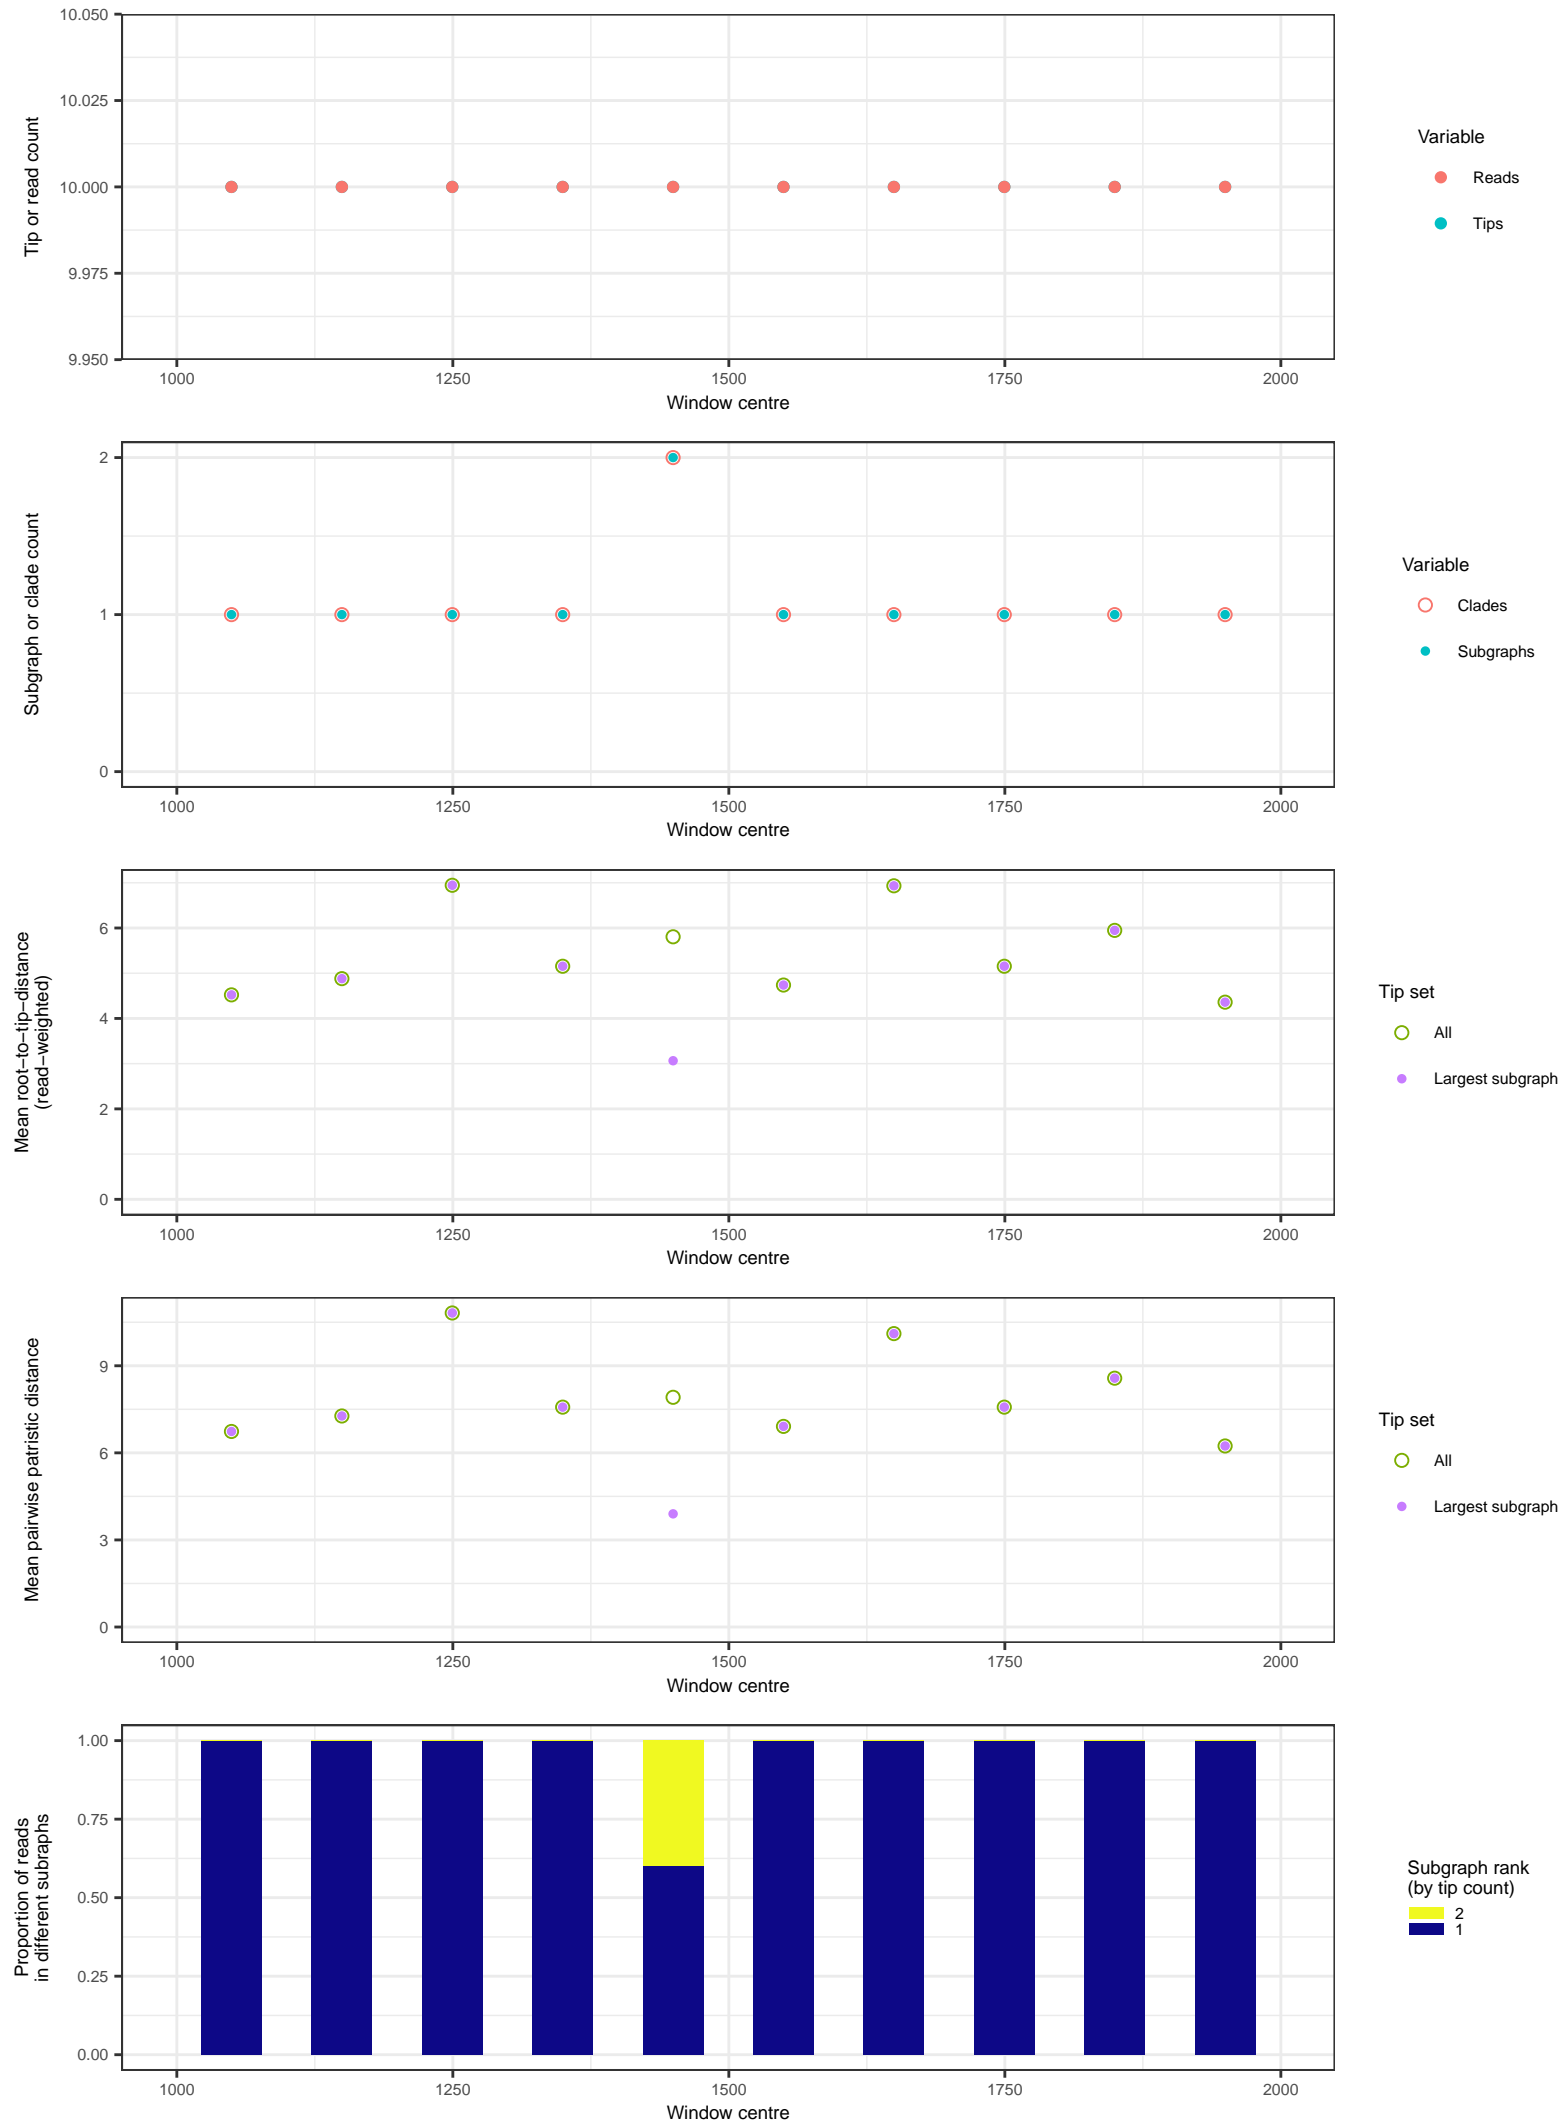 10.050
10.025
10.000
9.975
9.950
Tip or read count
1000 1250 1500 1750 2000
Window centre
Variable
Reads
Tips
2
1
0
Subgraph or clade count
1000 1250 1500 1750 2000
Window centre
Variable
Clades
Subgraphs
6
4
2
0
Mean root−to−tip−distance
(read−weighted)
1000 1250 1500 1750 2000
Window centre
Tip set
All
Largest subgraph
9
6
3
0
Mean pairwise patristic distance
1000 1250 1500 1750 2000
Window centre
Tip set
All
Largest subgraph
1.00
0.75
0.50
0.25
0.00
Proportion of reads
in different subraphs
1000 1250 1500 1750 2000
Window centre
Subgraph rank
(by tip count)
2
1